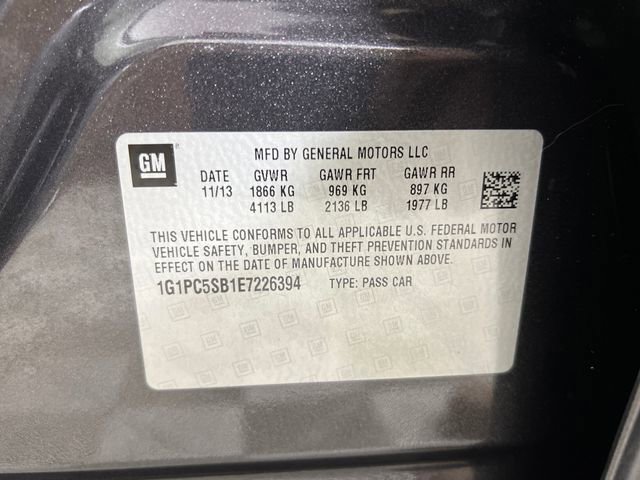 GM
MFD BY GENERAL MOTORS LLC
DATE GVWR GAWR FRT GAWR RR
11/13 1866 KG 969 KG 897 KG
4113 LB 2136 LB 1977 LB
THIS VEHICLE CONFORMS TO ALL APPLICABLE U.S. FEDERAL MOTOR
VEHICLE SAFETY, BUMPER, AND THEFT PREVENTION STANDARDS IN
EFFECT ON THE DATE OF MANUFACTURE SHOWN ABOVE.
1G1PC5SB1E7226394 TYPE: PASS CAR